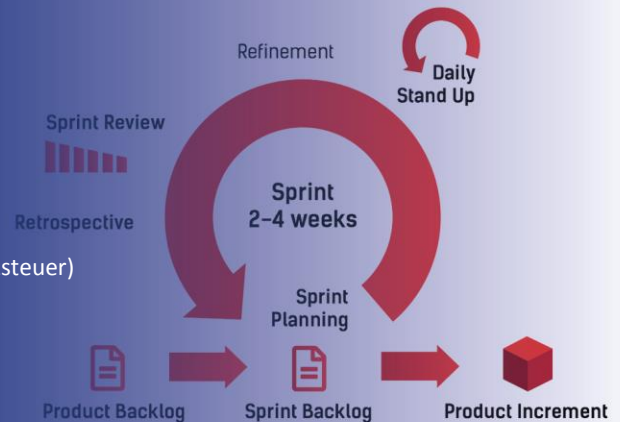 Refinement
Daily
Stand Up
Sprint Review
Sprint
2–4 weeks
Retrospective
steuer)
Sprint
Planning
Product Backlog
Sprint Backlog
Product Increment